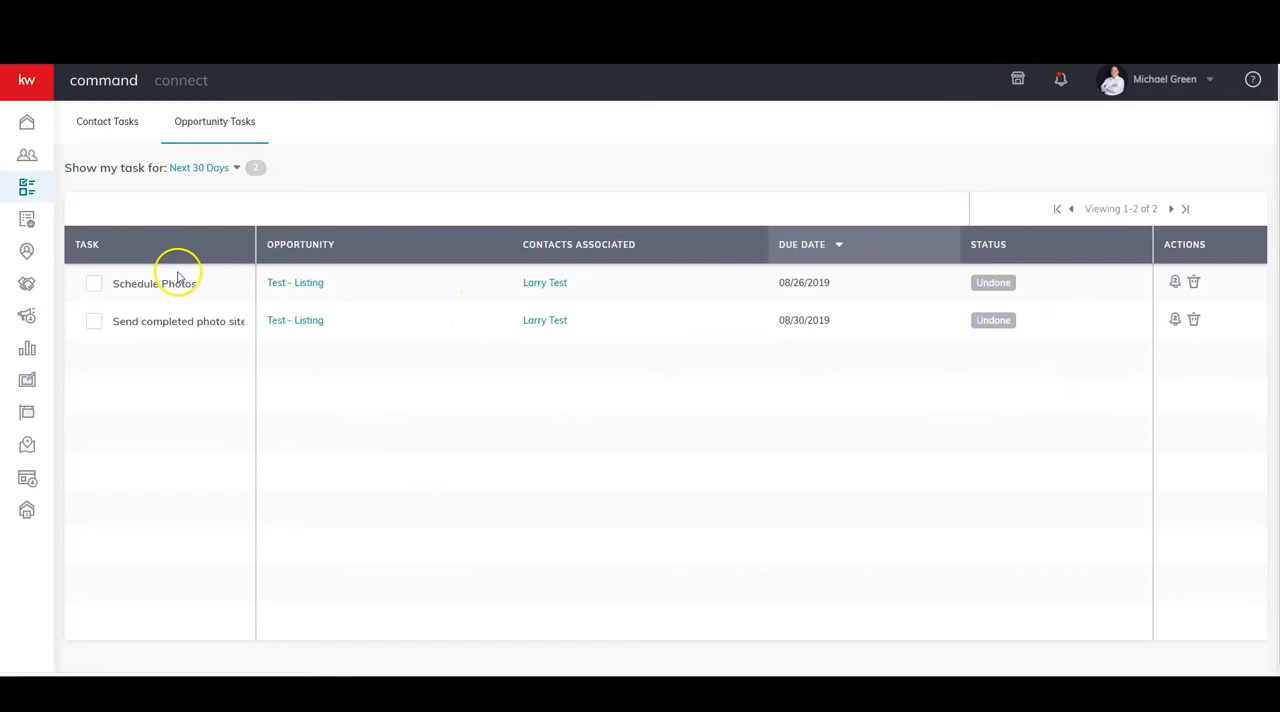 kw command connect Michael Green ?
Contact Tasks Opportunity Tasks
Show my task for: Next 30 Days 2
Viewing 1-2 of 2
TASK OPPORTUNITY CONTACTS ASSOCIATED DUE DATE STATUS ACTIONS
Schedule Photos Test - Listing Larry Test 08/26/2019 Undone
Send completed photo site Test - Listing Larry Test 08/30/2019 Undone